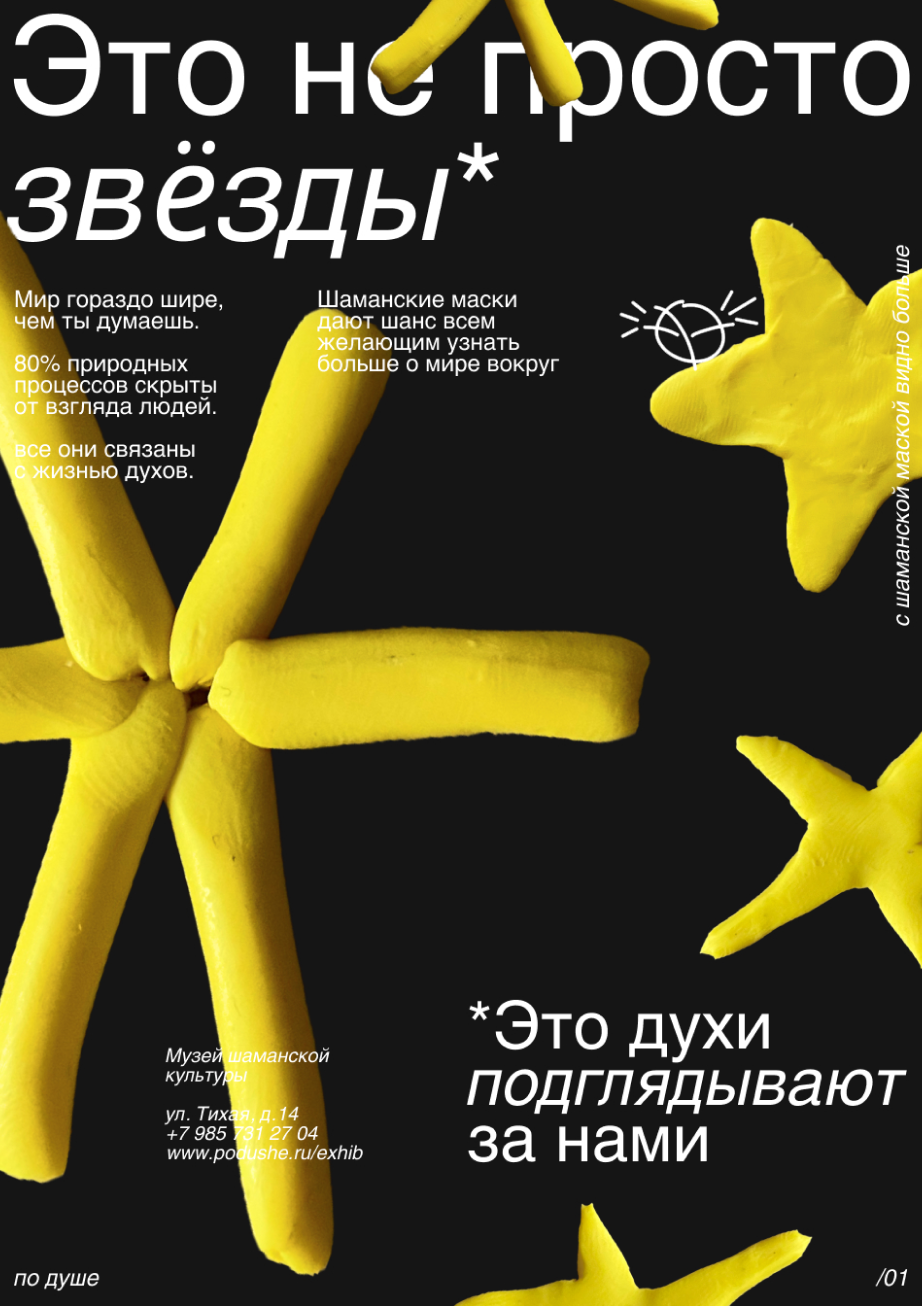 Это не просто
звёзды*
Мир гораздо шире,
чем ты думаешь.
80% природных
процессов скрыты
от взгляда людей.
все они связаны
с жизнью духов.
Шаманские маски
дают шанс всем
желающим узнать
больше о мире вокруг
с шаманской маской видно больше
*Это духи
подглядывают
за нами
Музей шаманской
культуры
ул. Тихая, д.14
+7 985 731 27 04
www.podushe.ru/exhib
по душе
/01